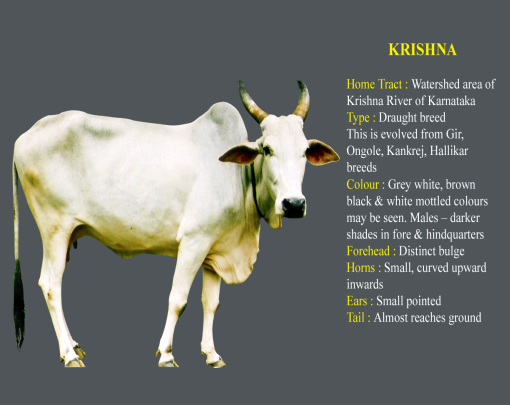 KRISHNA
Home Tract : Watershed area of
Krishna River of Karnataka
Type : Draught breed
This is evolved from Gir,
Ongole, Kankrej, Hallikar
breeds
Colour : Grey white, brown
black & white mottled colours
may be seen. Males – darker
shades in fore & hindquarters
Forehead : Distinct bulge
Horns : Small, curved upward
inwards
Ears : Small pointed
Tail : Almost reaches ground